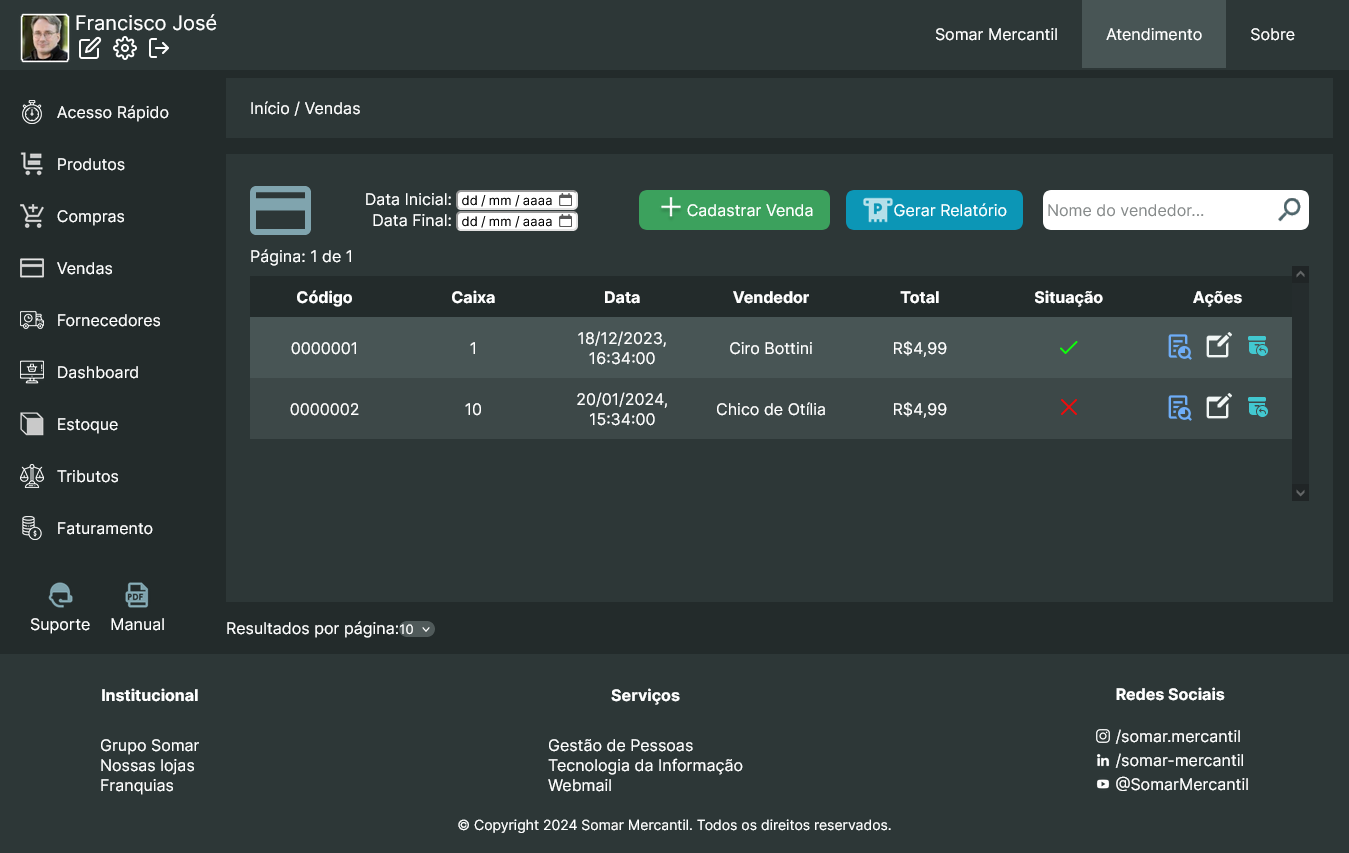 Francisco José
Somar Mercantil
Atendimento
Sobre
Acesso Rápido
Produtos
Compras
Vendas
Fornecedores
Dashboard
Estoque
Tributos
Faturamento
Suporte
Manual
PDF
Início / Vendas
Data Inicial: dd / mm / aaaa
Data Final: dd / mm / aaaa
Cadastrar Venda
P Gerar Relatório
Nome do vendedor...
Página: 1 de 1
Código Caixa Data Vendedor Total Situação Ações
0000001 1 18/12/2023, 16:34:00 Ciro Bottini R$4,99
0000002 10 20/01/2024, 15:34:00 Chico de Otília R$4,99
Resultados por página: 10
Institucional
Grupo Somar
Nossas lojas
Franquias
Serviços
Gestão de Pessoas
Tecnologia da Informação
Webmail
Redes Sociais
/somar.mercantil
in /somar-mercantil
@SomarMercantil
© Copyright 2024 Somar Mercantil. Todos os direitos reservados.